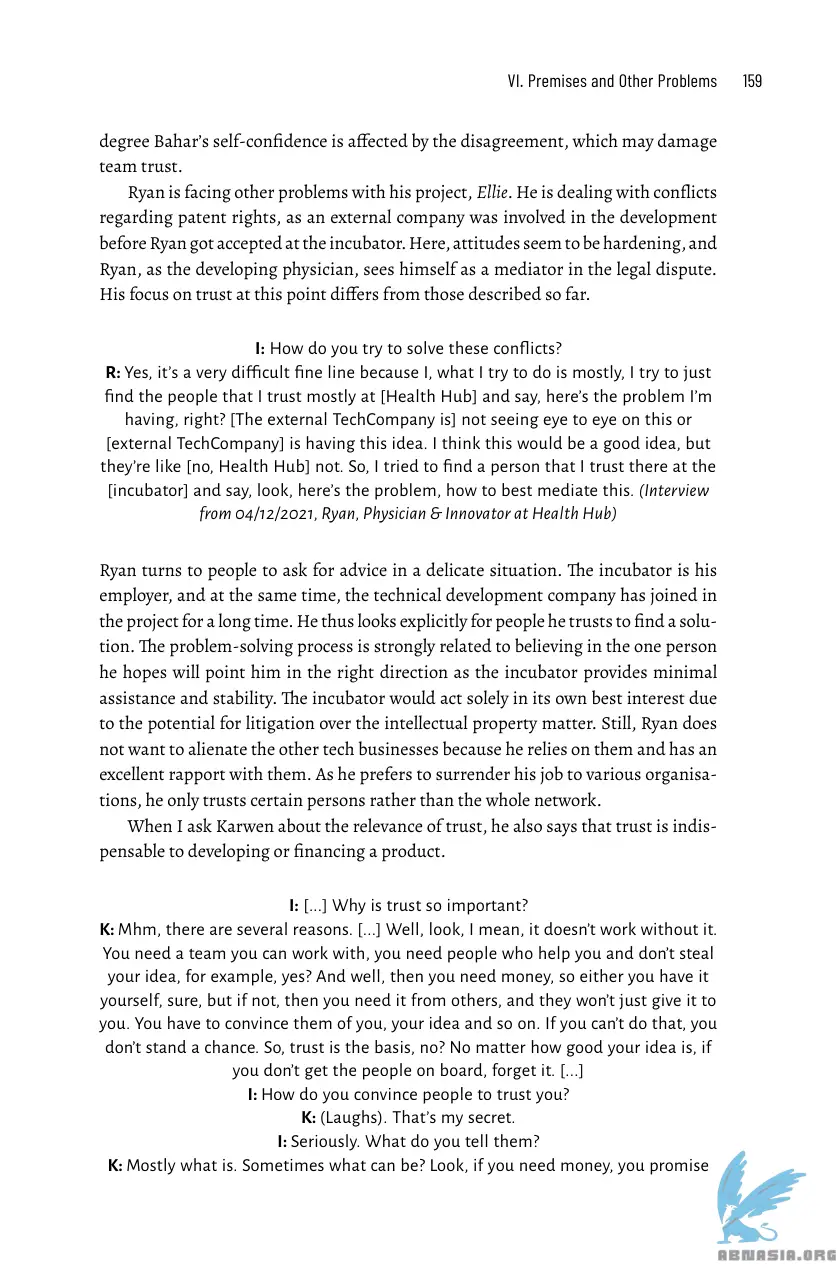 VI. Premises and Other Problems 159
degree Bahar's self-confidence is affected by the disagreement, which may damage
team trust.
Ryan is facing other problems with his project, Ellie. He is dealing with conflicts
regarding patent rights, as an external company was involved in the development
before Ryan got accepted at the incubator. Here, attitudes seem to be hardening, and
Ryan, as the developing physician, sees himself as a mediator in the legal dispute.
His focus on trust at this point differs from those described so far.
I: How do you try to solve these conflicts?
R: Yes, it's a very difficult fine line because I, what I try to do is mostly, I try to just
find the people that I trust mostly at [Health Hub] and say, here's the problem I'm
having, right? [The external TechCompany is] not seeing eye to eye on this or
[external TechCompany] is having this idea. I think this would be a good idea, but
they're like [no, Health Hub] not. So, I tried to find a person that I trust there at the
[incubator] and say, look, here's the problem, how to best mediate this. (Interview
from 04/12/2021, Ryan, Physician & Innovator at Health Hub)
Ryan turns to people to ask for advice in a delicate situation. The incubator is his
employer, and at the same time, the technical development company has joined in
the project for a long time. He thus looks explicitly for people he trusts to find a solu-
tion. The problem-solving process is strongly related to believing in the one person
he hopes will point him in the right direction as the incubator provides minimal
assistance and stability. The incubator would act solely in its own best interest due
to the potential for litigation over the intellectual property matter. Still, Ryan does
not want to alienate the other tech businesses because he relies on them and has an
excellent rapport with them. As he prefers to surrender his job to various organisa-
tions, he only trusts certain persons rather than the whole network.
When I ask Karwen about the relevance of trust, he also says that trust is indis-
pensable to developing or financing a product.
I: [...] Why is trust so important?
K: Mhm, there are several reasons. [...] Well, look, I mean, it doesn't work without it.
You need a team you can work with, you need people who help you and don't steal
your idea, for example, yes? And well, then you need money, so either you have it
yourself, sure, but if not, then you need it from others, and they won't just give it to
you. You have to convince them of you, your idea and so on. If you can't do that, you
don't stand a chance. So, trust is the basis, no? No matter how good your idea is, if
you don't get the people on board, forget it. [...]
I: How do you convince people to trust you?
K: (Laughs). That's my secret.
I: Seriously. What do you tell them?
K: Mostly what is. Sometimes what can be? Look, if you need money, you promise
ABNASIA.ORG